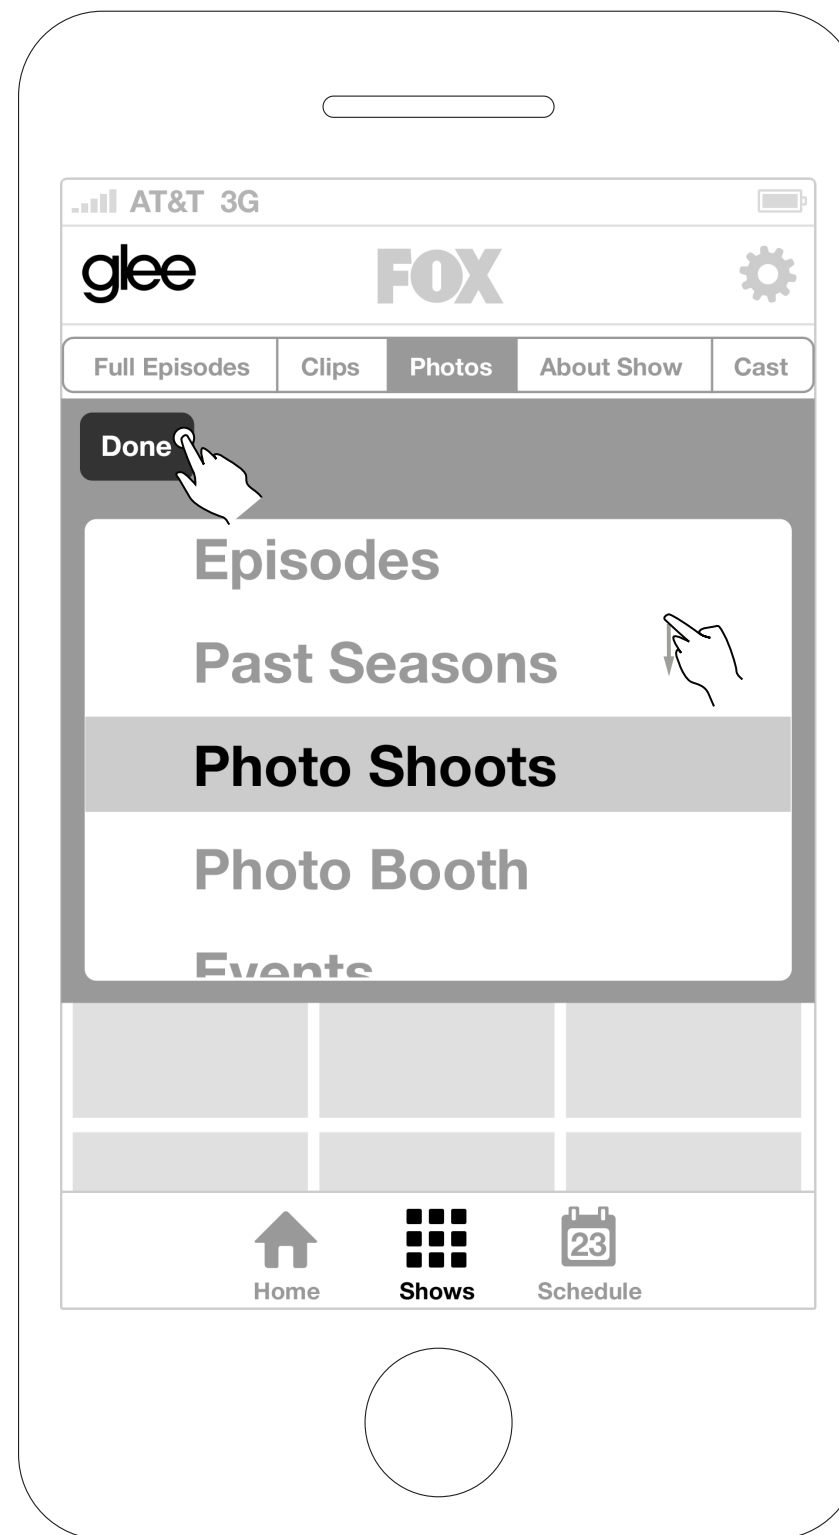 AT&T 3G
glee FOX
Full Episodes Clips Photos About Show Cast
Done
Episodes
Past Seasons
Photo Shoots
Photo Booth
Events
23
Home Shows Schedule